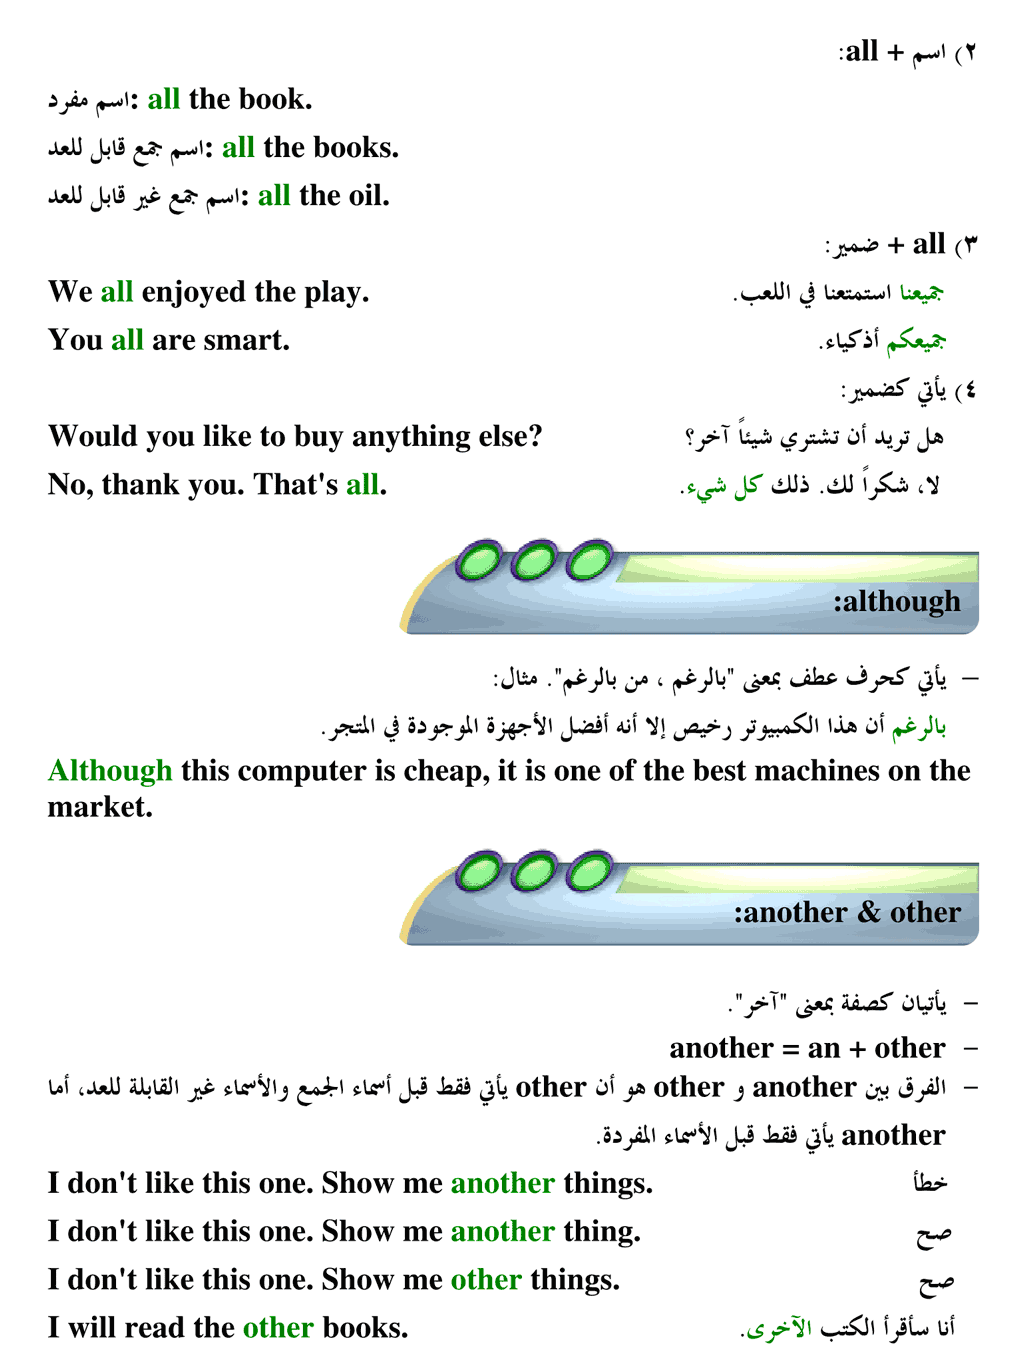 ٢) اسم + all:
اسم مفرد: all the book.
اسم جمع قابل للعد: all the books.
اسم جمع غير قابل للعد: all the oil.
٣) all + ضمير:
We all enjoyed the play. جميعنا استمتعنا في اللعب.
You all are smart. جميعكم أذكياء.
٤) يأتي كضمير:
Would you like to buy anything else? هل تريد أن تشتري شيئاً آخر؟
No, thank you. That's all. لا، شكراً لك. ذلك كل شيء.
although:
– يأتي كحرف عطف بمعنى "بالرغم ، من بالرغم". مثال:
بالرغم أن هذا الكمبيوتر رخيص إلا أنه أفضل الأجهزة الموجودة في المتجر.
Although this computer is cheap, it is one of the best machines on the
market.
another & other:
– يأتيان كصفة بمعنى "آخر".
– another = an + other
– الفرق بين another و other هو أن other يأتي فقط قبل أسماء الجمع والأسماء غير القابلة للعد، أما
another يأتي فقط قبل الأسماء المفردة.
I don't like this one. Show me another things. خطأ
I don't like this one. Show me another thing. صح
I don't like this one. Show me other things. صح
I will read the other books. أنا سأقرأ الكتب الآخرى.